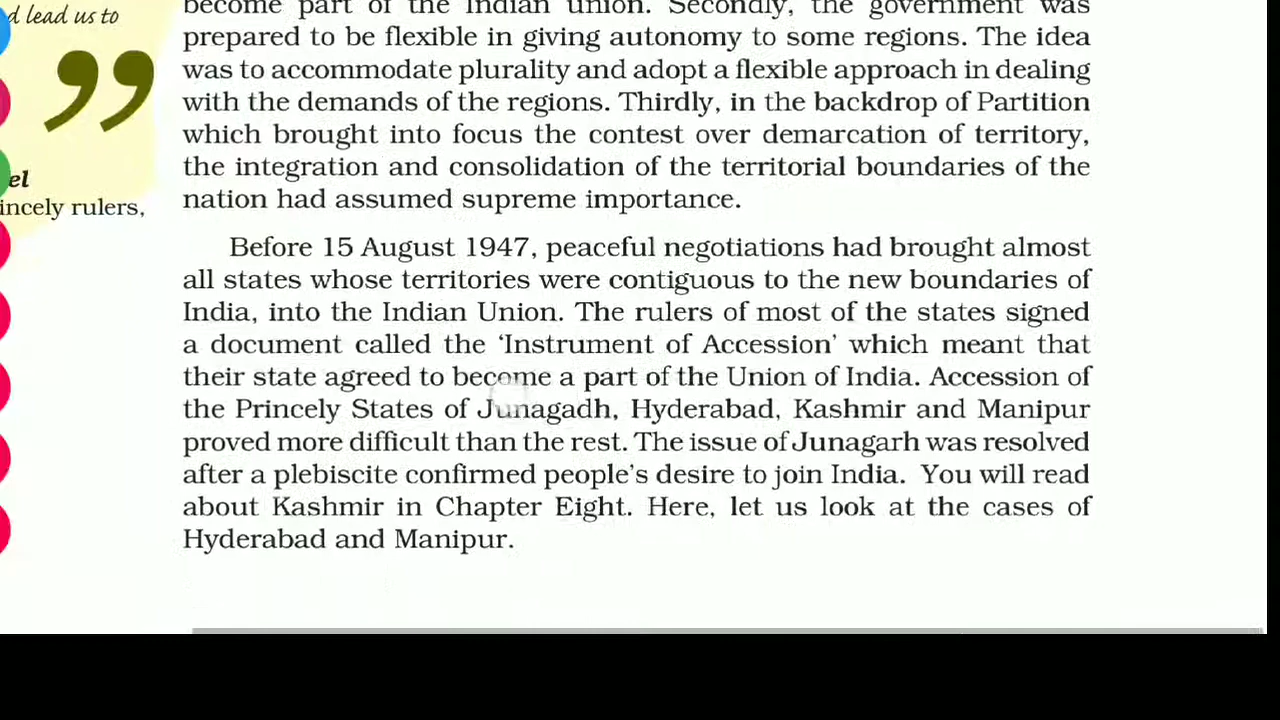 d lead us to
”
el
incely rulers,
become part of the Indian union. Secondly, the government was
prepared to be flexible in giving autonomy to some regions. The idea
was to accommodate plurality and adopt a flexible approach in dealing
with the demands of the regions. Thirdly, in the backdrop of Partition
which brought into focus the contest over demarcation of territory,
the integration and consolidation of the territorial boundaries of the
nation had assumed supreme importance.
Before 15 August 1947, peaceful negotiations had brought almost
all states whose territories were contiguous to the new boundaries of
India, into the Indian Union. The rulers of most of the states signed
a document called the ‘Instrument of Accession’ which meant that
their state agreed to become a part of the Union of India. Accession of
the Princely States of Junagadh, Hyderabad, Kashmir and Manipur
proved more difficult than the rest. The issue of Junagarh was resolved
after a plebiscite confirmed people’s desire to join India. You will read
about Kashmir in Chapter Eight. Here, let us look at the cases of
Hyderabad and Manipur.